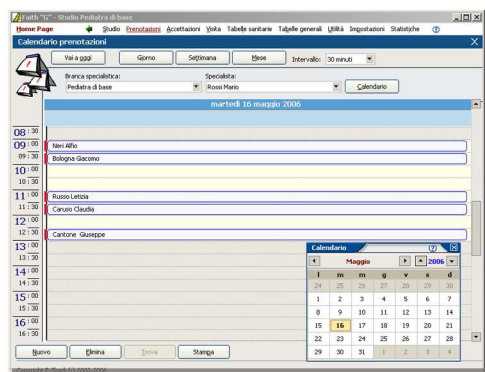 Faith "G" - Studio Pediatra di base
Home Page Studio Prenotazioni Accettazioni Visita Tabelle sanitarie Tabelle generali Utilità Impostazioni Statistiche ?
Calendario prenotazioni X
Vai a oggi Giorno Settimana Mese Intervallo: 30 minuti
Branca specialistica: Specialista:
Pediatra di base Rossi Mario Calendario
martedì 16 maggio 2006
08 : 30
09 : 00 Neri Alfio
09 : 30 Bologna Giacomo
10 : 00
10 : 30
11 : 00 Russo Letizia
11 : 30 Caruso Claudia
12 : 00
12 : 30 Cantone Giuseppe
13 : 00
13 : 30
14 : 00
14 : 30
15 : 00
15 : 30
16 : 00
16 : 30
Calendario ?
Maggio 2006
l m m g v s d
24 25 26 27 28 29 30
1 2 3 4 5 6 7
8 9 10 11 12 13 14
15 16 17 18 19 20 21
22 23 24 25 26 27 28
29 30 31 1 2 3 4
Nuovo Elimina Trova Stampa